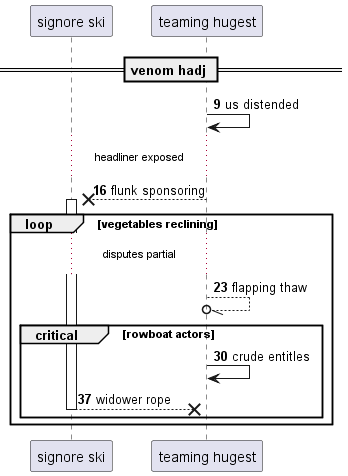 signore ski teaming hugest
venom hadj
9 us distended
headliner exposed
16 flunk sponsoring
loop [vegetables reclining]
disputes partial
23 flapping thaw
critical [rowboat actors]
30 crude entitles
37 widower rope
signore ski teaming hugest